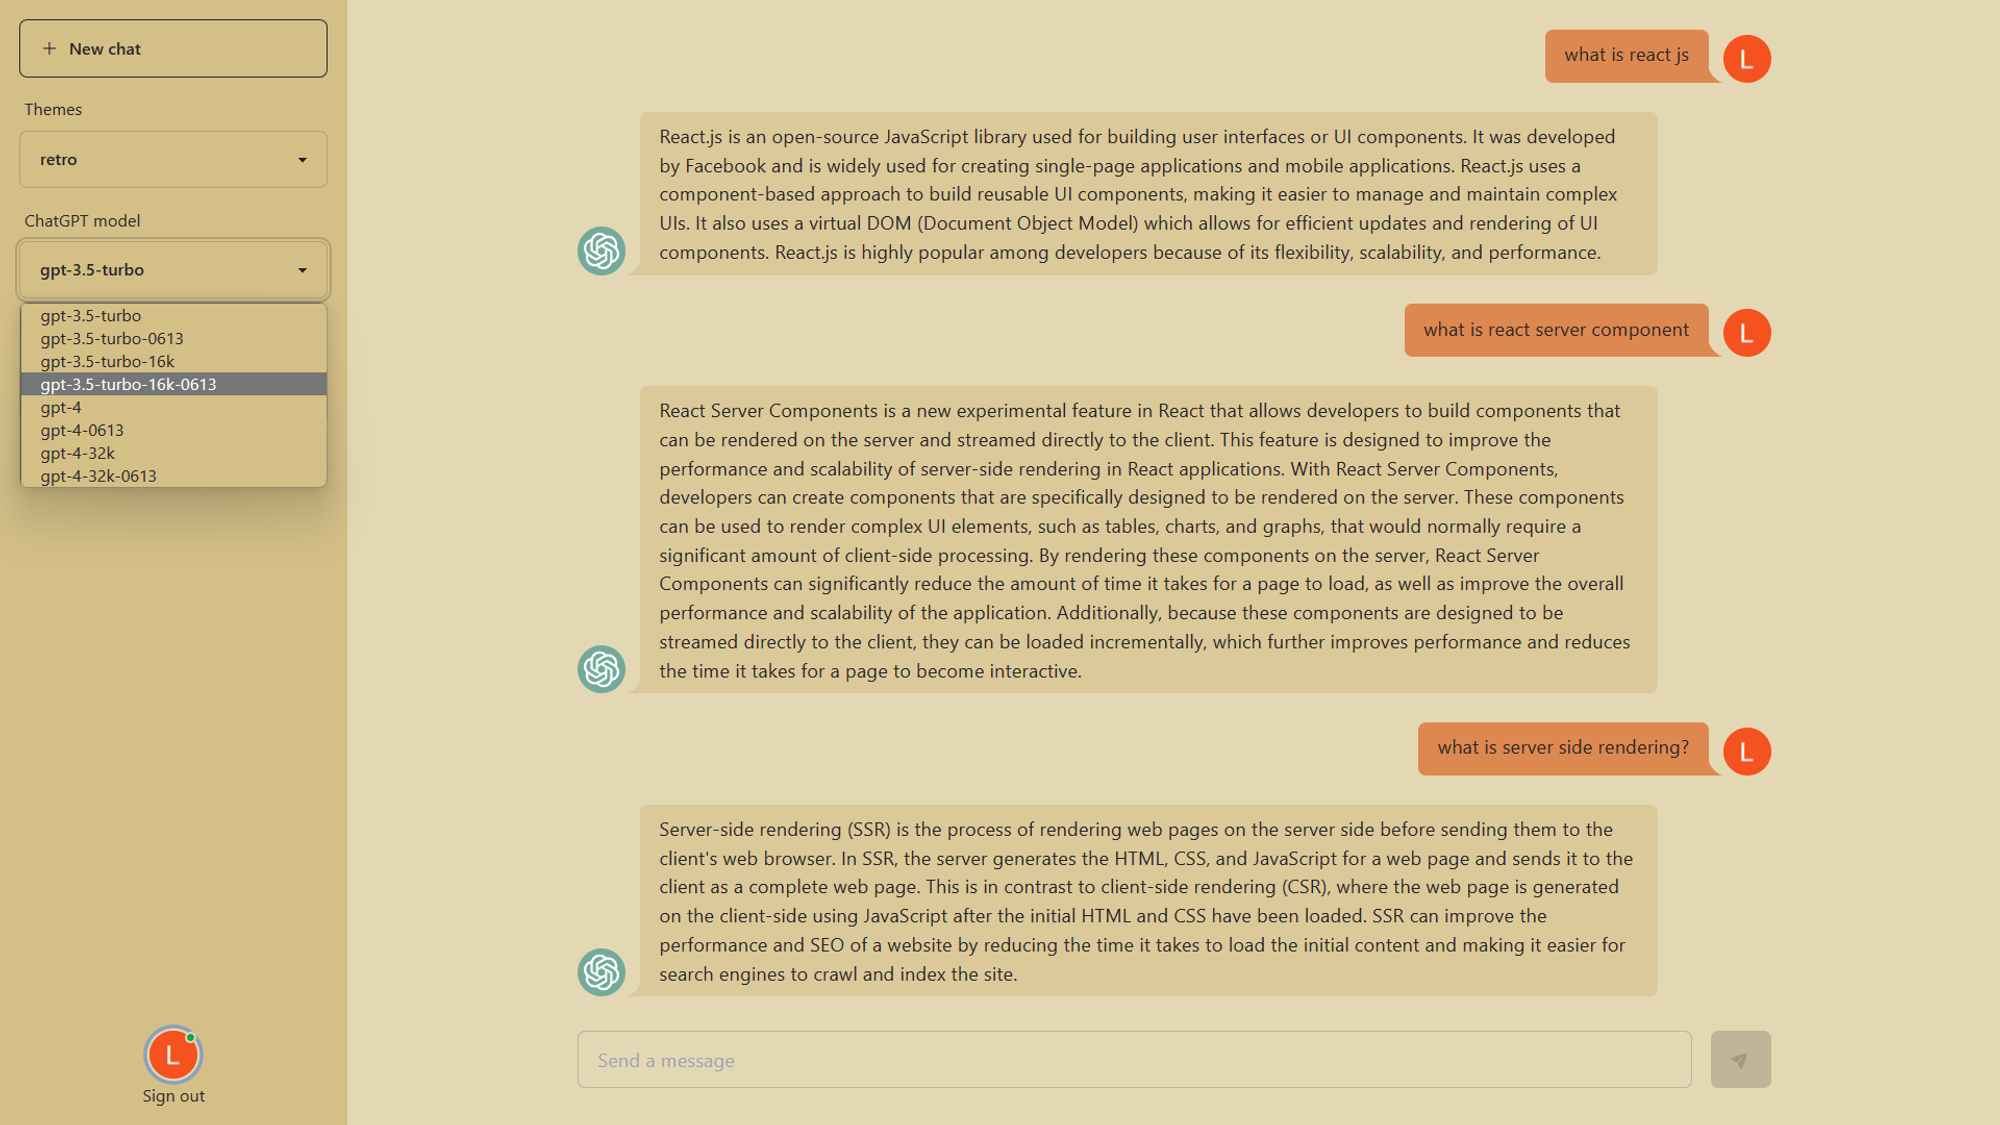 New chat
Themes
retro
ChatGPT model
gpt-3.5-turbo
gpt-3.5-turbo
gpt-3.5-turbo-0613
gpt-3.5-turbo-16k
gpt-3.5-turbo-16k-0613
gpt-4
gpt-4-0613
gpt-4-32k
gpt-4-32k-0613
L
Sign out
what is react js
L
React.js is an open-source JavaScript library used for building user interfaces or UI components. It was developed
by Facebook and is widely used for creating single-page applications and mobile applications. React.js uses a
component-based approach to build reusable UI components, making it easier to manage and maintain complex
UIs. It also uses a virtual DOM (Document Object Model) which allows for efficient updates and rendering of UI
components. React.js is highly popular among developers because of its flexibility, scalability, and performance.
what is react server component
L
React Server Components is a new experimental feature in React that allows developers to build components that
can be rendered on the server and streamed directly to the client. This feature is designed to improve the
performance and scalability of server-side rendering in React applications. With React Server Components,
developers can create components that are specifically designed to be rendered on the server. These components
can be used to render complex UI elements, such as tables, charts, and graphs, that would normally require a
significant amount of client-side processing. By rendering these components on the server, React Server
Components can significantly reduce the amount of time it takes for a page to load, as well as improve the overall
performance and scalability of the application. Additionally, because these components are designed to be
streamed directly to the client, they can be loaded incrementally, which further improves performance and reduces
the time it takes for a page to become interactive.
what is server side rendering?
L
Server-side rendering (SSR) is the process of rendering web pages on the server side before sending them to the
client's web browser. In SSR, the server generates the HTML, CSS, and JavaScript for a web page and sends it to the
client as a complete web page. This is in contrast to client-side rendering (CSR), where the web page is generated
on the client-side using JavaScript after the initial HTML and CSS have been loaded. SSR can improve the
performance and SEO of a website by reducing the time it takes to load the initial content and making it easier for
search engines to crawl and index the site.
Send a message